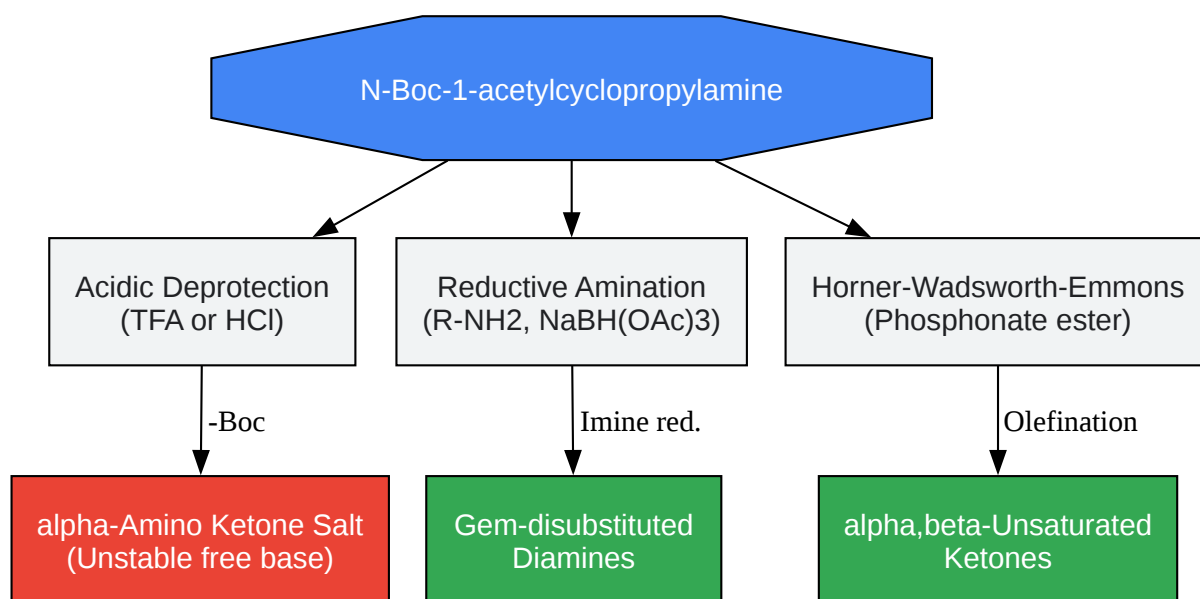 N-Boc-1-acetylcyclopropylamine
Acidic Deprotection
(TFA or HCl)
Reductive Amination
(R-NH2, NaBH(OAc)3)
Horner-Wadsworth-Emmons
(Phosphonate ester)
-Boc
Imine red.
Olefination
alpha-Amino Ketone Salt
(Unstable free base)
Gem-disubstituted
Diamines
alpha,beta-Unsaturated
Ketones